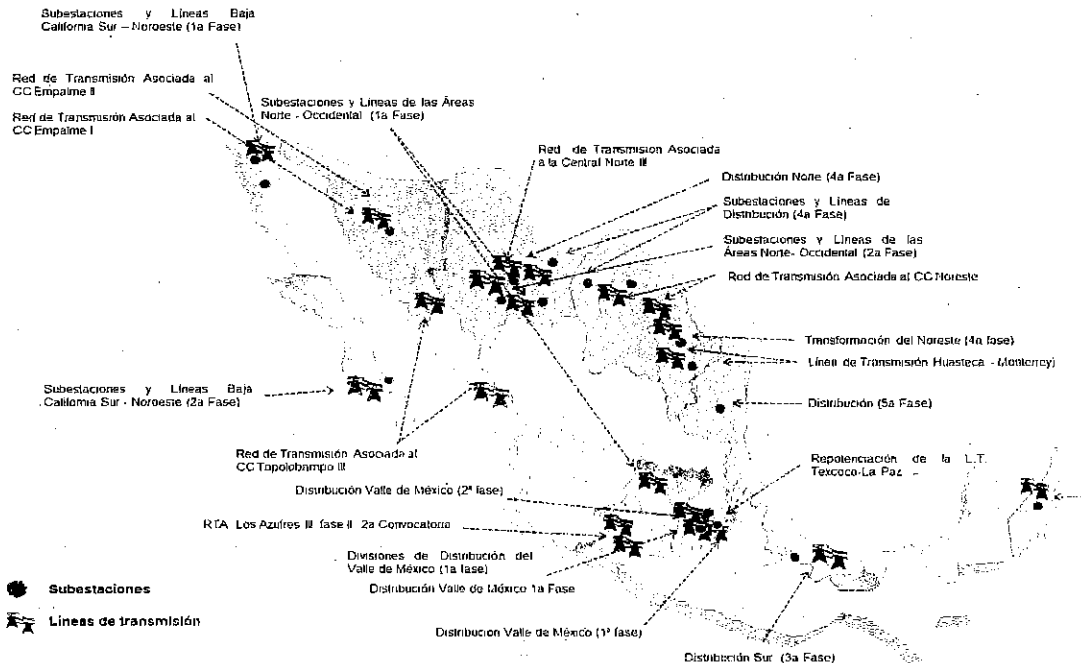 Subestaciones y Líneas Baja
California Sur – Noroeste (1a Fase)
Red de Transmisión Asociada al
CC Empalme II
Red de Transmisión Asociada al
CC Empalme I
Subestaciones y Líneas de las Áreas
Norte - Occidental (1a Fase)
Red de Transmisión Asociada
a la Central Norte III
Distribución Norte (4a Fase)
Subestaciones y Líneas de
Distribución (4a Fase)
Subestaciones y Líneas de las
Áreas Norte- Occidental (2a Fase)
Red de Transmisión Asociada al CC Noreste
Transformación del Noreste (4a fase)
Línea de Transmisión Huasteca - Monterrey
Subestaciones y Líneas Baja
California Sur - Noroeste (2a Fase)
Distribución (5a Fase)
Red de Transmisión Asociada al
CC Topolobampo III
Repotenciación de la L.T.
Texcoco-La Paz
Distribución Valle de México (2ª fase)
RTA Los Azufres III fase II 2a Convocatoria
Divisiones de Distribución del
Valle de México (1a fase)
Distribución Valle de México 1a Fase
Subestaciones
Líneas de transmisión
Distribución Valle de México (1ª fase)
Distribución Sur (3a Fase)